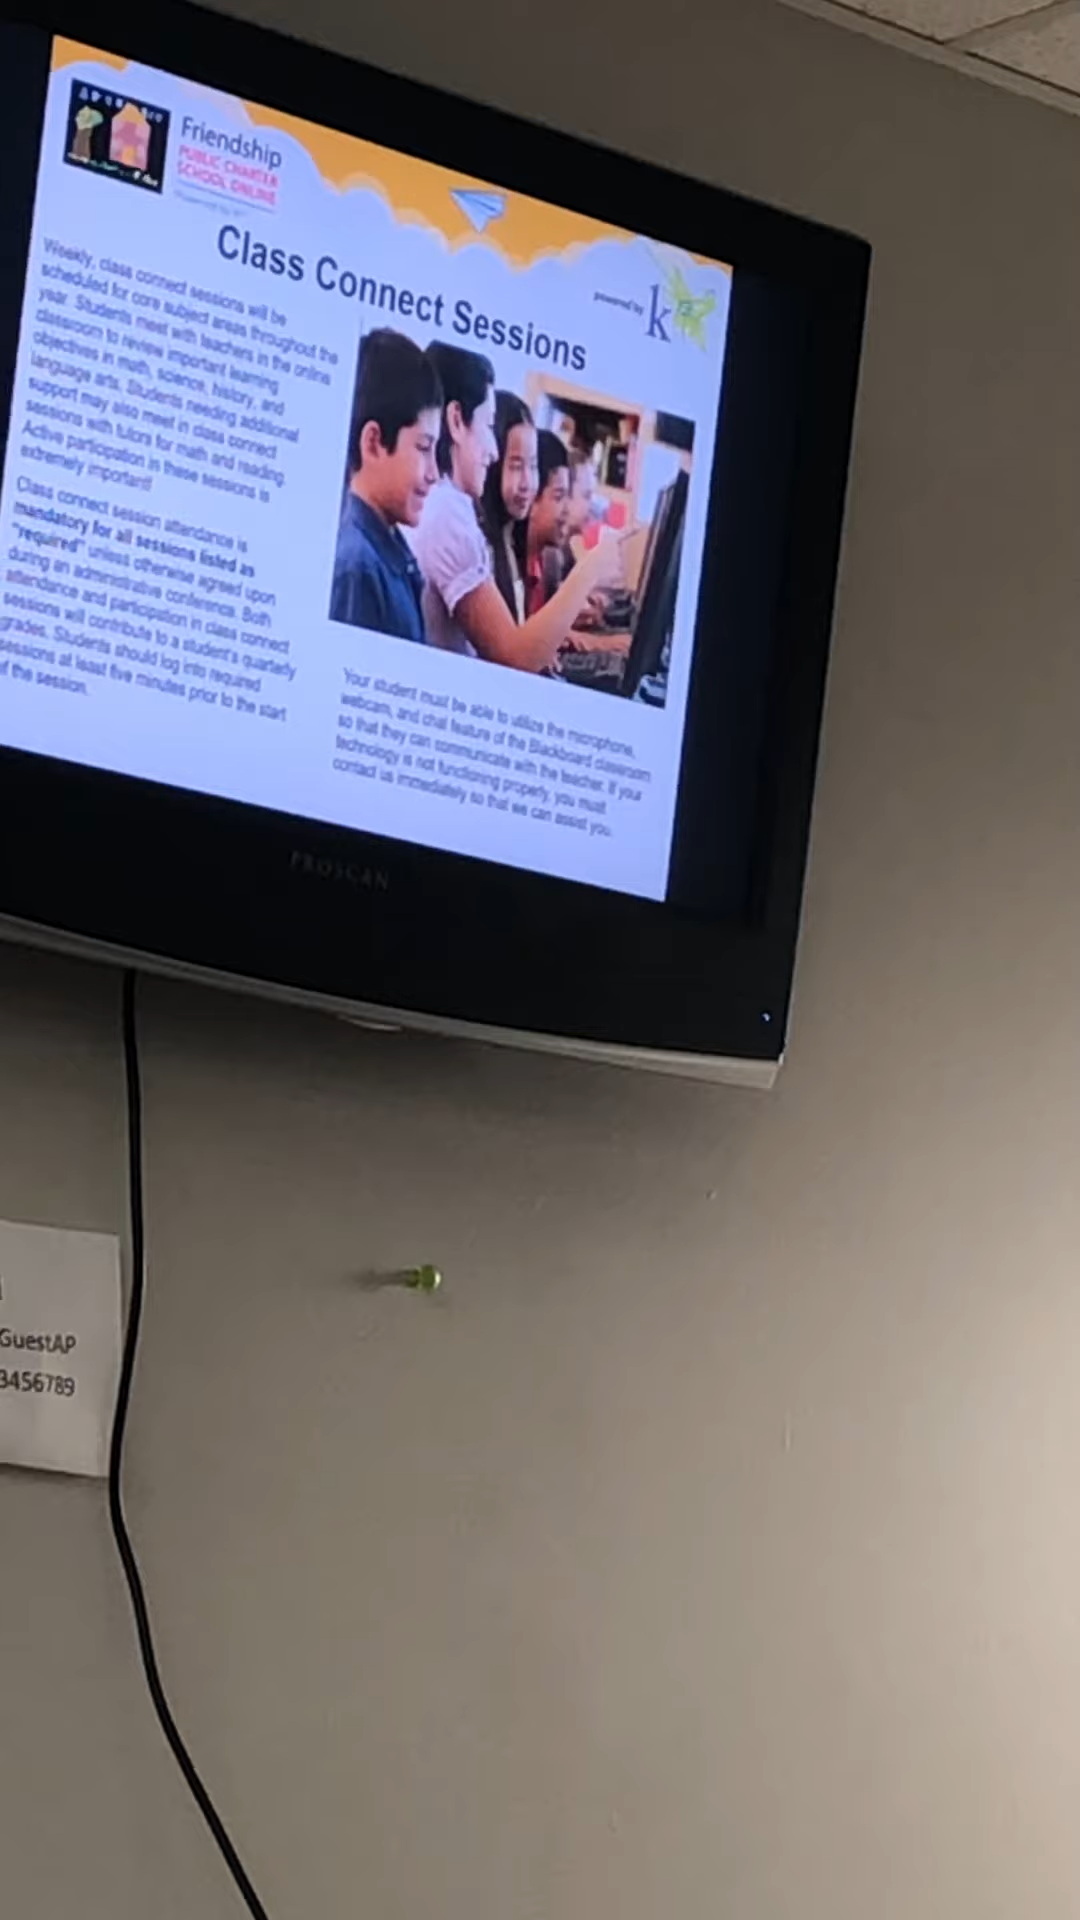 Friendship
PUBLIC CHARTER
SCHOOL ONLINE
Class Connect Sessions
powered by k
Weekly, class connect sessions will be
scheduled for core subject areas throughout the
year. Students meet with teachers in the online
classroom to review important learning
objectives in math, science, history, and
language arts. Students needing additional
support may also meet in class connect
sessions with tutors for math and reading.
Active participation in these sessions is
extremely important!
Class connect session attendance is
mandatory for all sessions listed as
"required" unless otherwise agreed upon
during an administrative conference. Both
attendance and participation in class connect
sessions will contribute to a student's quarterly
grades. Students should log into required
sessions at least five minutes prior to the start
of the session.
Your student must be able to utilize the microphone,
webcam, and chat feature of the Blackboard classroom
so that they can communicate with the teacher. If your
technology is not functioning properly, you must
contact us immediately so that we can assist you.
PROSCAN
GuestAP
3456789